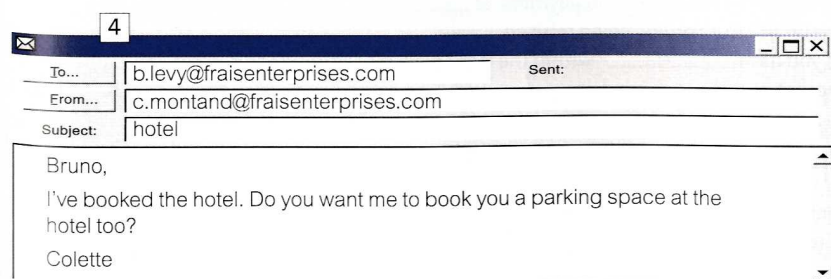 4
To... b.levy@fraisenterprises.com Sent:
From... c.montand@fraisenterprises.com
Subject: hotel
Bruno,
I've booked the hotel. Do you want me to book you a parking space at the
hotel too?
Colette